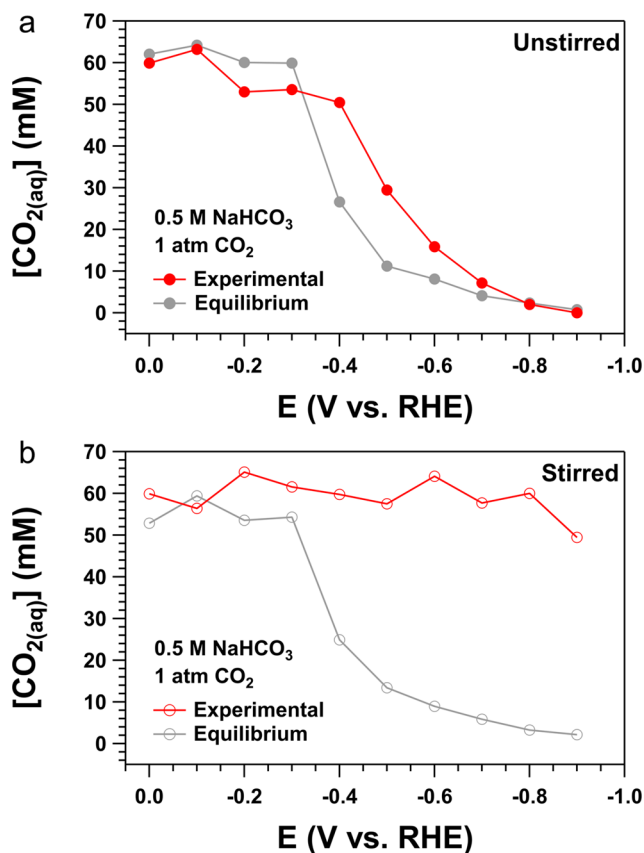 a
Unstirred
[CO2(aq)] (mM)
70
60
50
40
30
20
10
0
0.5 M NaHCO3
1 atm CO2
Experimental
Equilibrium
0.0 -0.2 -0.4 -0.6 -0.8 -1.0
E (V vs. RHE)
b
Stirred
[CO2(aq)] (mM)
70
60
50
40
30
20
10
0
0.5 M NaHCO3
1 atm CO2
Experimental
Equilibrium
0.0 -0.2 -0.4 -0.6 -0.8 -1.0
E (V vs. RHE)